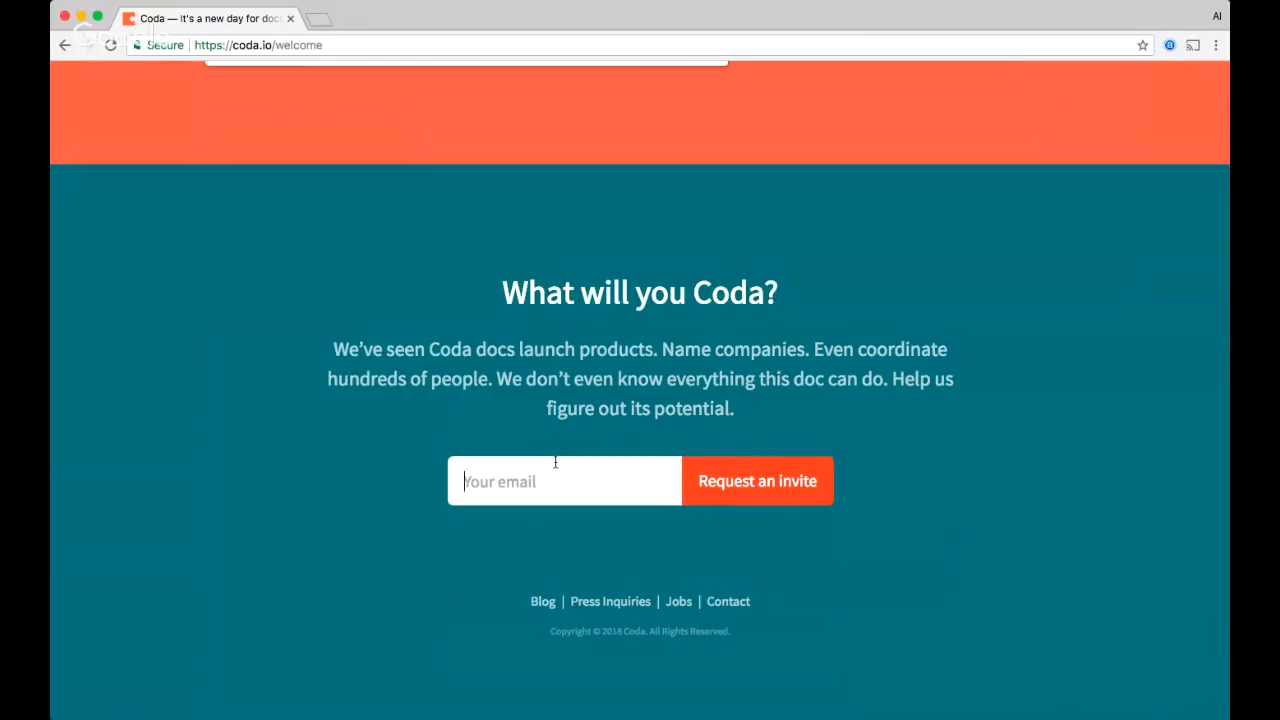 Coda — It's a new day for doc
AI
Secure
https://coda.io/welcome
What will you Coda?
We've seen Coda docs launch products. Name companies. Even coordinate
hundreds of people. We don't even know everything this doc can do. Help us
figure out its potential.
Your email
Request an invite
Blog | Press Inquiries | Jobs | Contact
Copyright © 2018 Coda. All Rights Reserved.